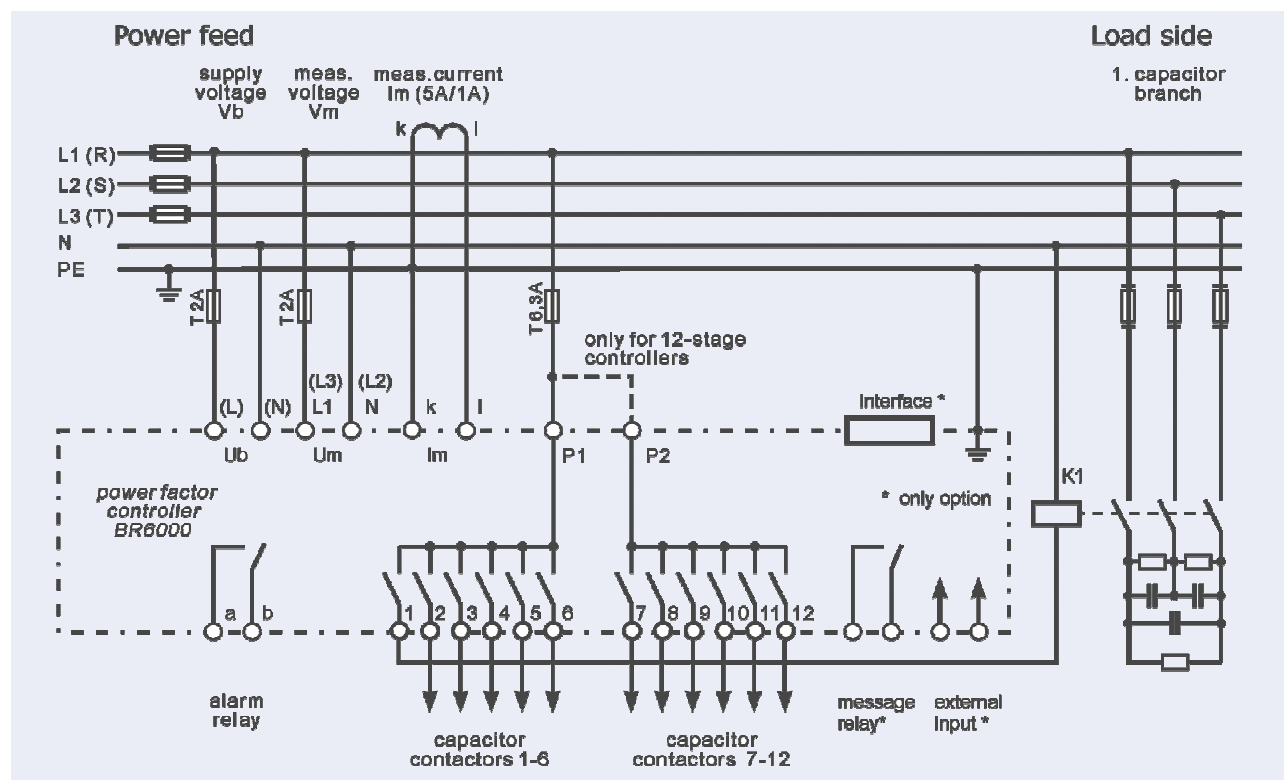 Power feed
Load side
supply
voltage
Vb
meas.
voltage
Vm
meas.current
Im (5A/1A)
1. capacitor
branch
k
l
L1 (R)
L2 (S)
L3 (T)
N
PE
T2A
T2A
T6,3A
only for 12-stage
controllers
(L3)
(L2)
(L)
(N)
L1
N
k
l
Interface *
Ub
Um
Im
P1
P2
K1
power factor
controller
BR6000
* only option
a
b
1
2
3
4
5
6
7
8
9
10
11
12
alarm
relay
capacitor
contactors 1-6
capacitor
contactors 7-12
message
relay*
external
Input *